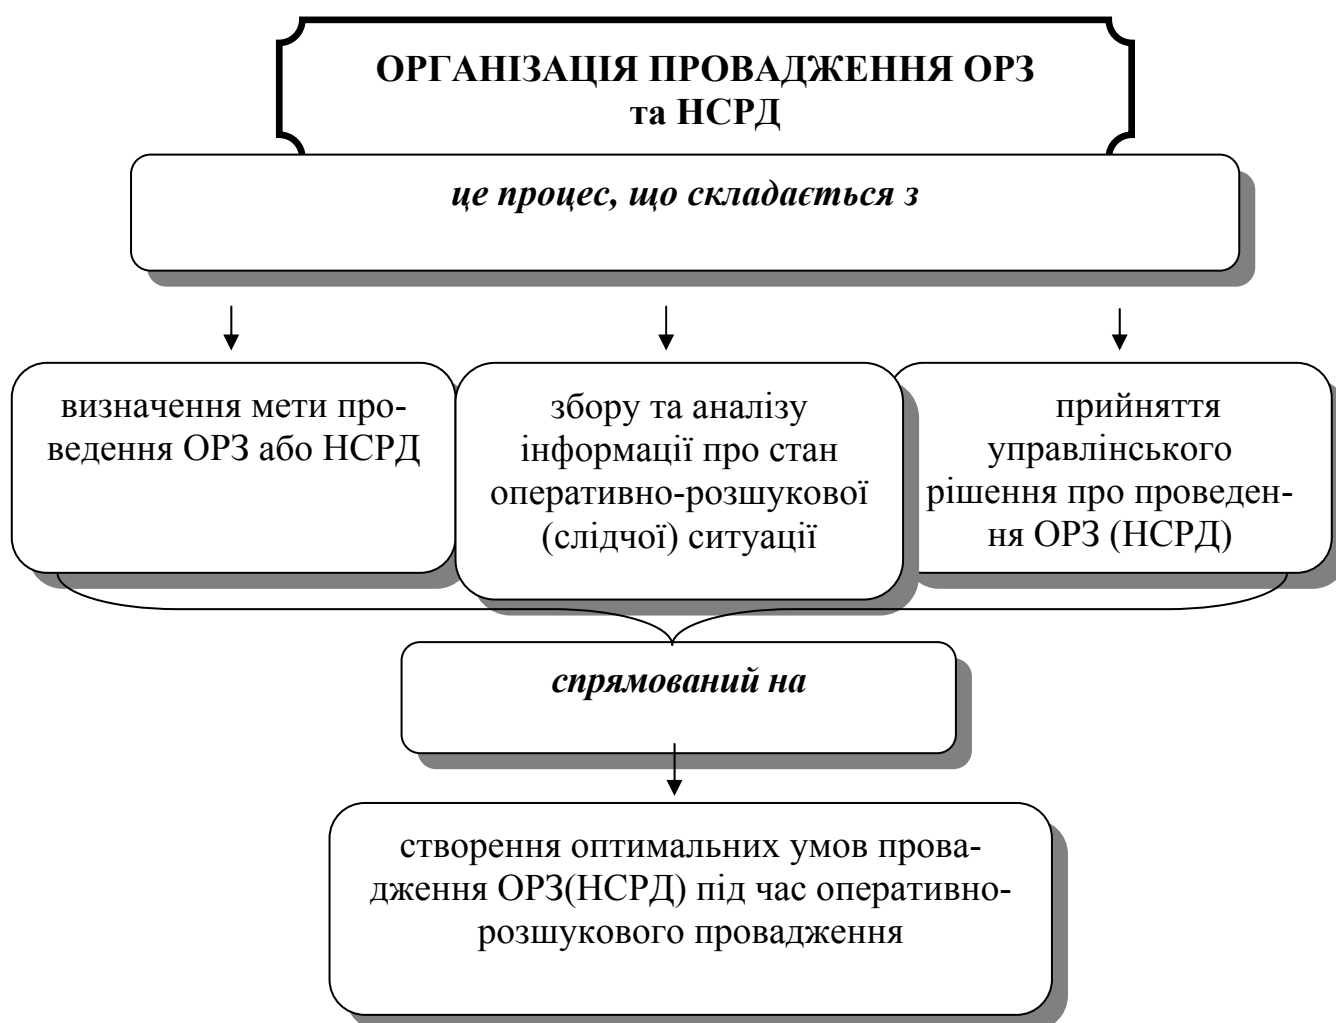 ОРГАНІЗАЦІЯ ПРОВАДЖЕННЯ ОРЗ
та НСРД
це процес, що складається з
визначення мети про-
ведення ОРЗ або НСРД
збору та аналізу
інформації про стан
оперативно-розшукової
(слідчої) ситуації
прийняття
управлінського
рішення про проведен-
ня ОРЗ (НСРД)
спрямований на
створення оптимальних умов прова-
дження ОРЗ(НСРД) під час оперативно-
розшукового провадження